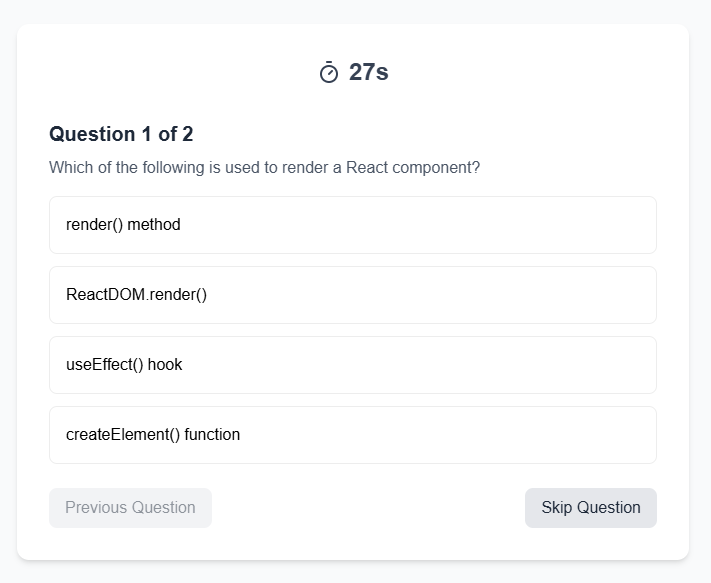 27s
Question 1 of 2
Which of the following is used to render a React component?
render() method
ReactDOM.render()
useEffect() hook
createElement() function
Previous Question
Skip Question